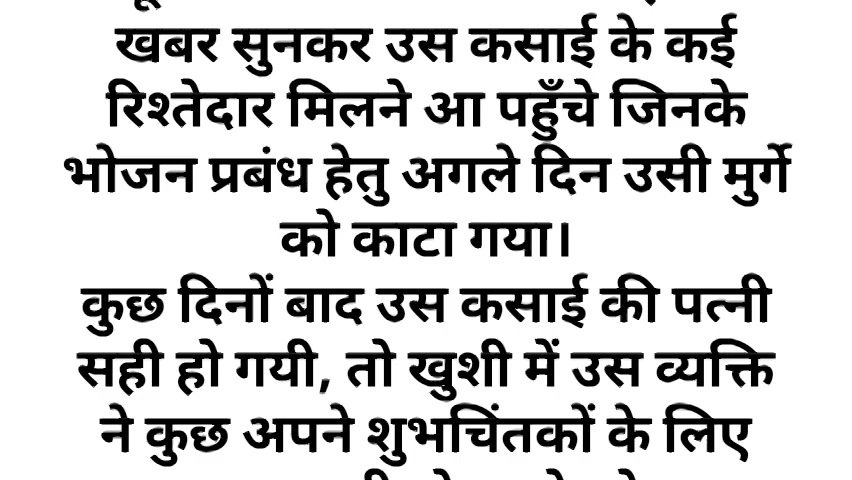 खबर सुनकर उस कसाई के कई
रिश्तेदार मिलने आ पहुँचे जिनके
भोजन प्रबंध हेतु अगले दिन उसी मुर्गे
को काटा गया।
कुछ दिनों बाद उस कसाई की पत्नी
सही हो गयी, तो खुशी में उस व्यक्ति
ने कुछ अपने शुभचिंतकों के लिए